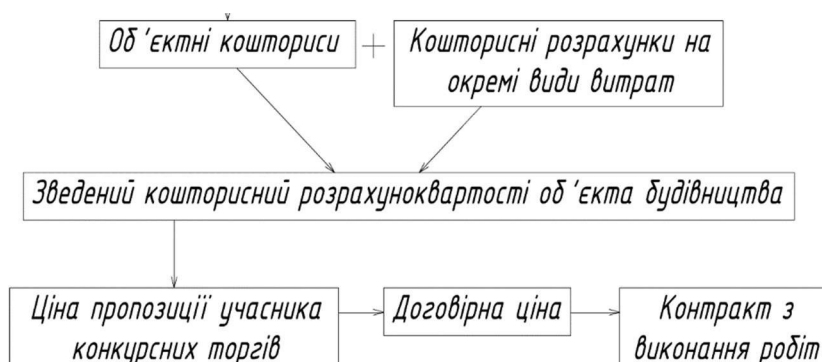 Об‘єктні кошториси + Кошторисні розрахунки на
окремі види витрат
Зведений кошторисний розрахуноквартості об‘єкта будівництва
Ціна пропозиції учасника
конкурсних торгів
Договірна ціна
Контракт з
виконання робіт